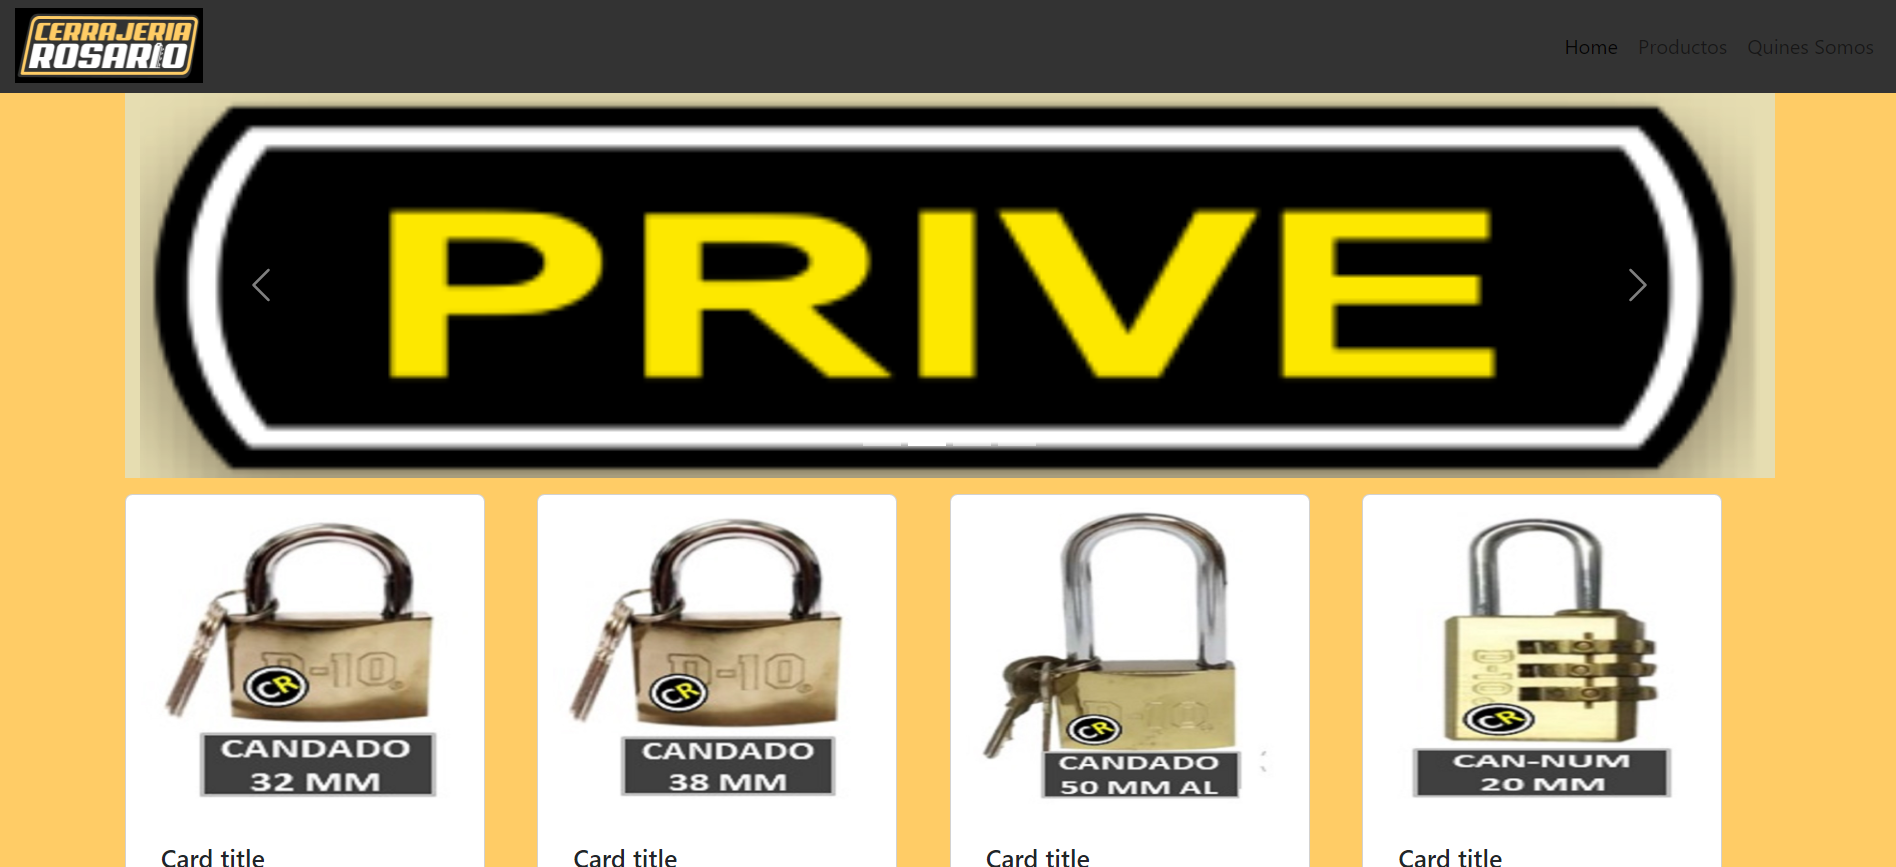 CERRAJERIA
ROSARIO
Home Productos Quines Somos
PRIVE
D-10
CR
CANDADO
32 MM
D-10
CR
CANDADO
38 MM
D-10
CR
CANDADO
50 MM AL
D-10
CR
CAN-NUM
20 MM
Card title
Card title
Card title
Card title